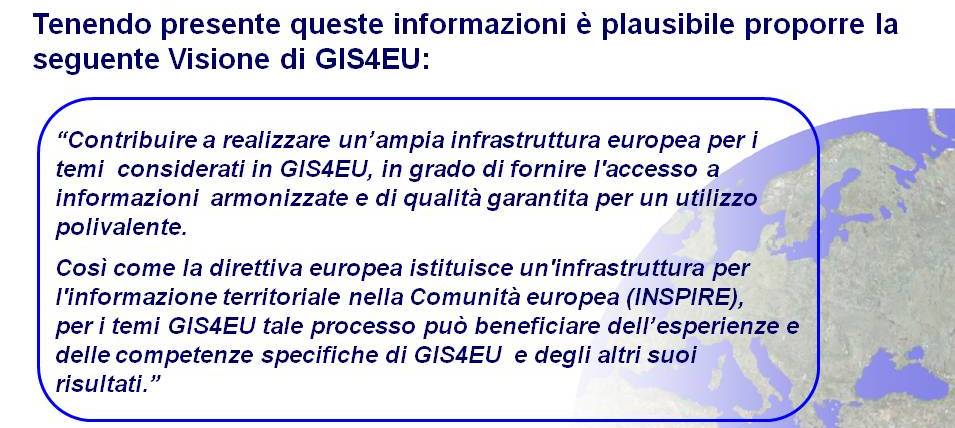 Tenendo presente queste informazioni è plausibile proporre la
seguente Visione di GIS4EU:
“Contribuire a realizzare un’ampia infrastruttura europea per i
temi  considerati in GIS4EU, in grado di fornire l'accesso a
informazioni  armonizzate e di qualità garantita per un utilizzo
polivalente.
Così come la direttiva europea istituisce un'infrastruttura per
l'informazione territoriale nella Comunità europea (INSPIRE),
per i temi GIS4EU tale processo può beneficiare dell’esperienze e
delle competenze specifiche di GIS4EU  e degli altri suoi
risultati.”